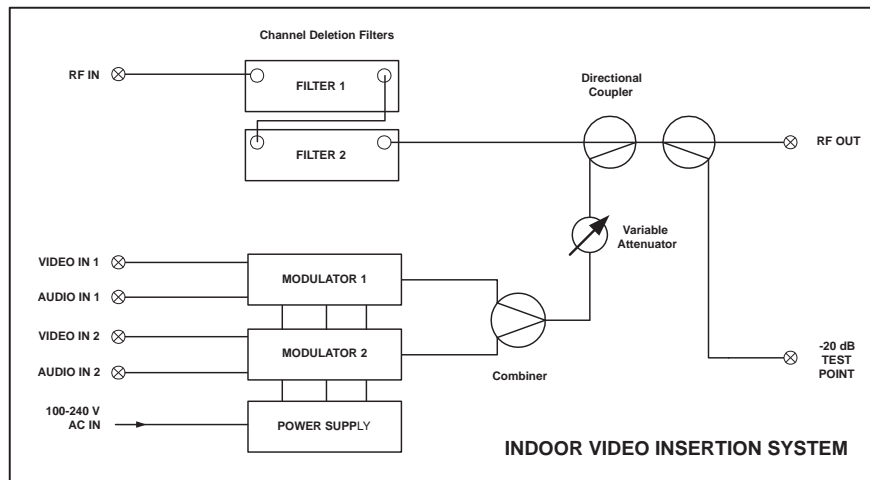 Channel Deletion Filters
RF IN
FILTER 1
FILTER 2
Directional
Coupler
RF OUT
Variable
Attenuator
VIDEO IN 1
AUDIO IN 1
VIDEO IN 2
AUDIO IN 2
MODULATOR 1
MODULATOR 2
Combiner
-20 dB
TEST
POINT
100-240 V
AC IN
POWER SUPPLY
INDOOR VIDEO INSERTION SYSTEM